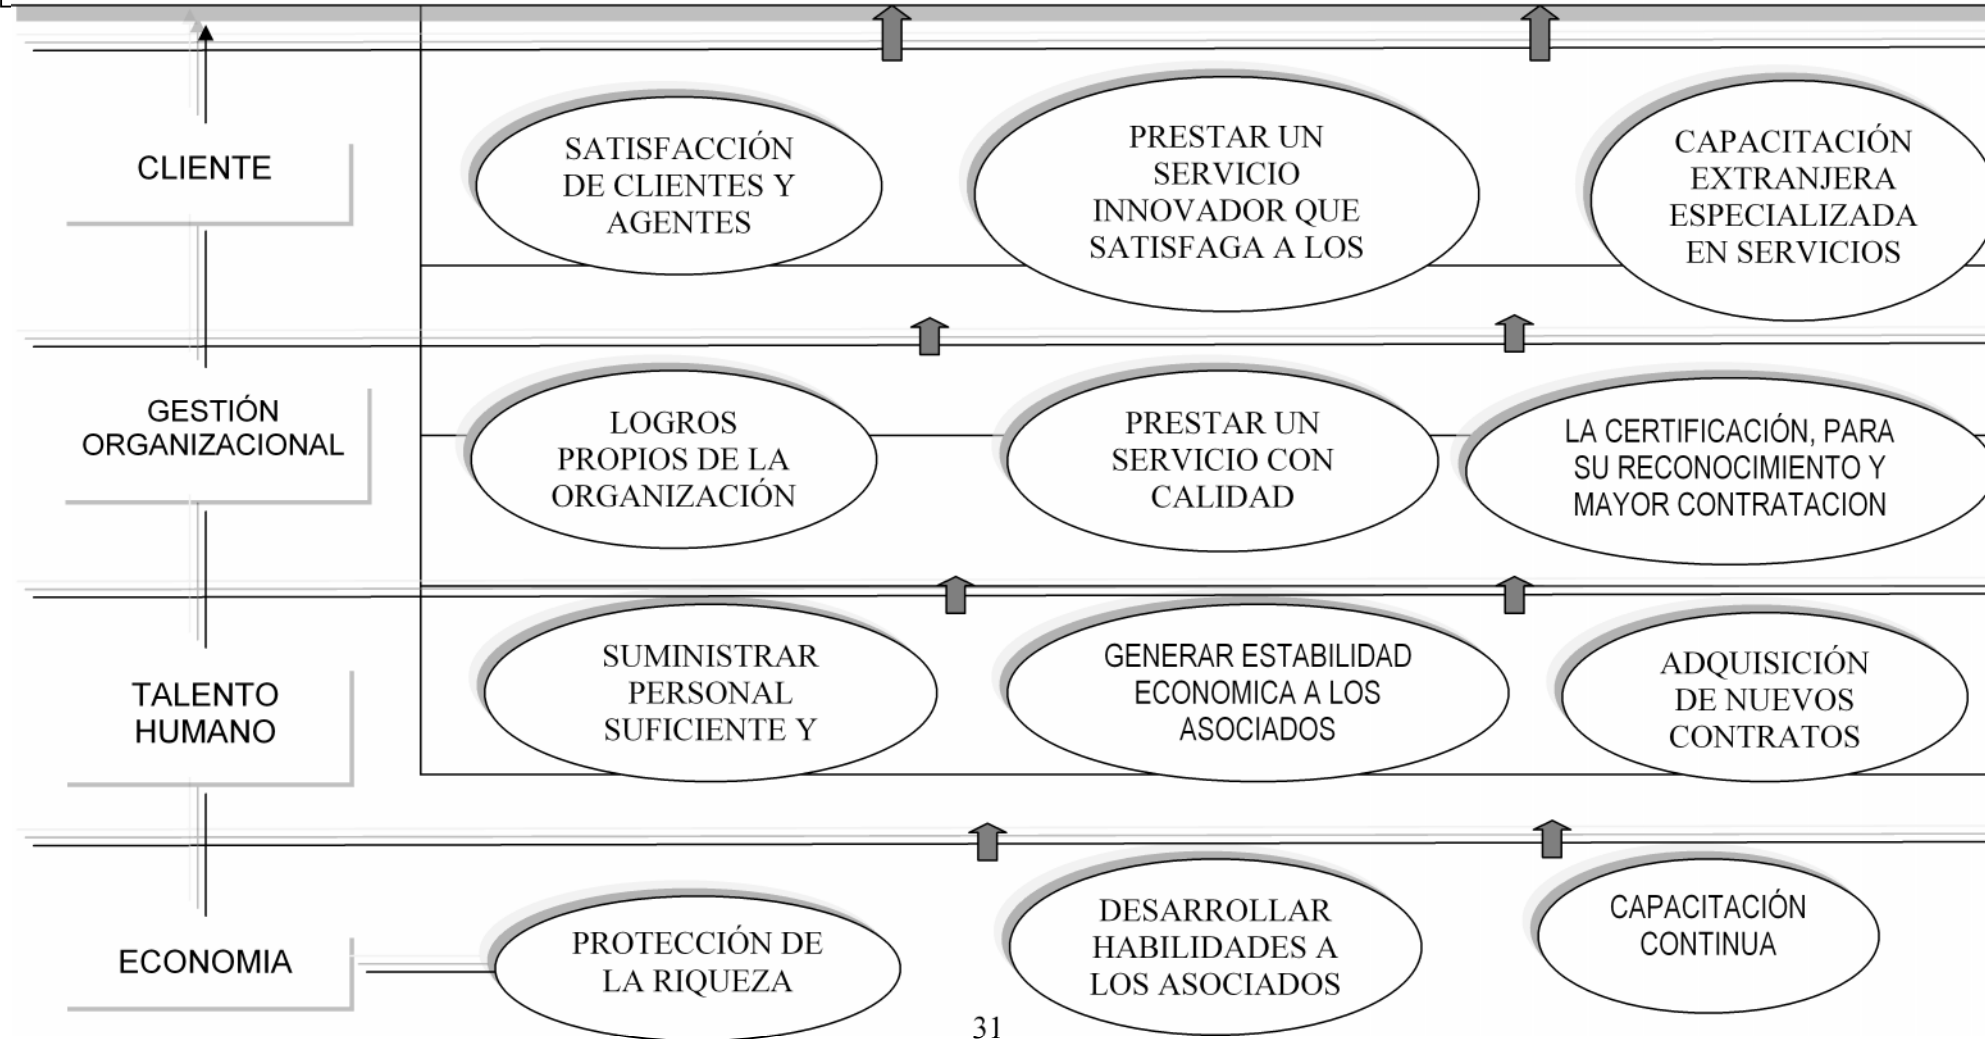 CLIENTE
SATISFACCIÓN
DE CLIENTES Y
AGENTES
PRESTAR UN
SERVICIO
INNOVADOR QUE
SATISFAGA A LOS
CAPACITACIÓN
EXTRANJERA
ESPECIALIZADA
EN SERVICIOS
GESTIÓN
ORGANIZACIONAL
LOGROS
PROPIOS DE LA
ORGANIZACIÓN
PRESTAR UN
SERVICIO CON
CALIDAD
LA CERTIFICACIÓN, PARA
SU RECONOCIMIENTO Y
MAYOR CONTRATACION
TALENTO
HUMANO
SUMINISTRAR
PERSONAL
SUFICIENTE Y
GENERAR ESTABILIDAD
ECONOMICA A LOS
ASOCIADOS
ADQUISICIÓN
DE NUEVOS
CONTRATOS
ECONOMIA
PROTECCIÓN DE
LA RIQUEZA
DESARROLLAR
HABILIDADES A
LOS ASOCIADOS
CAPACITACIÓN
CONTINUA
31